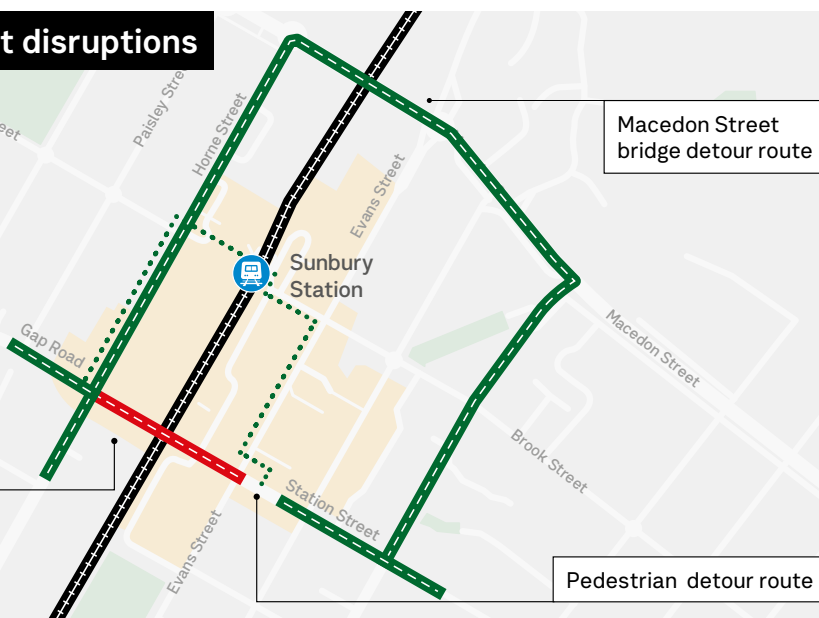 t disruptions
Paisley Stre
Horne Street
eet
Evans Street
Macedon Street
bridge detour route
Sunbury
Station
Gap Road
Macedon Street
Brook Street
Station Street
Evans Street
Pedestrian detour route